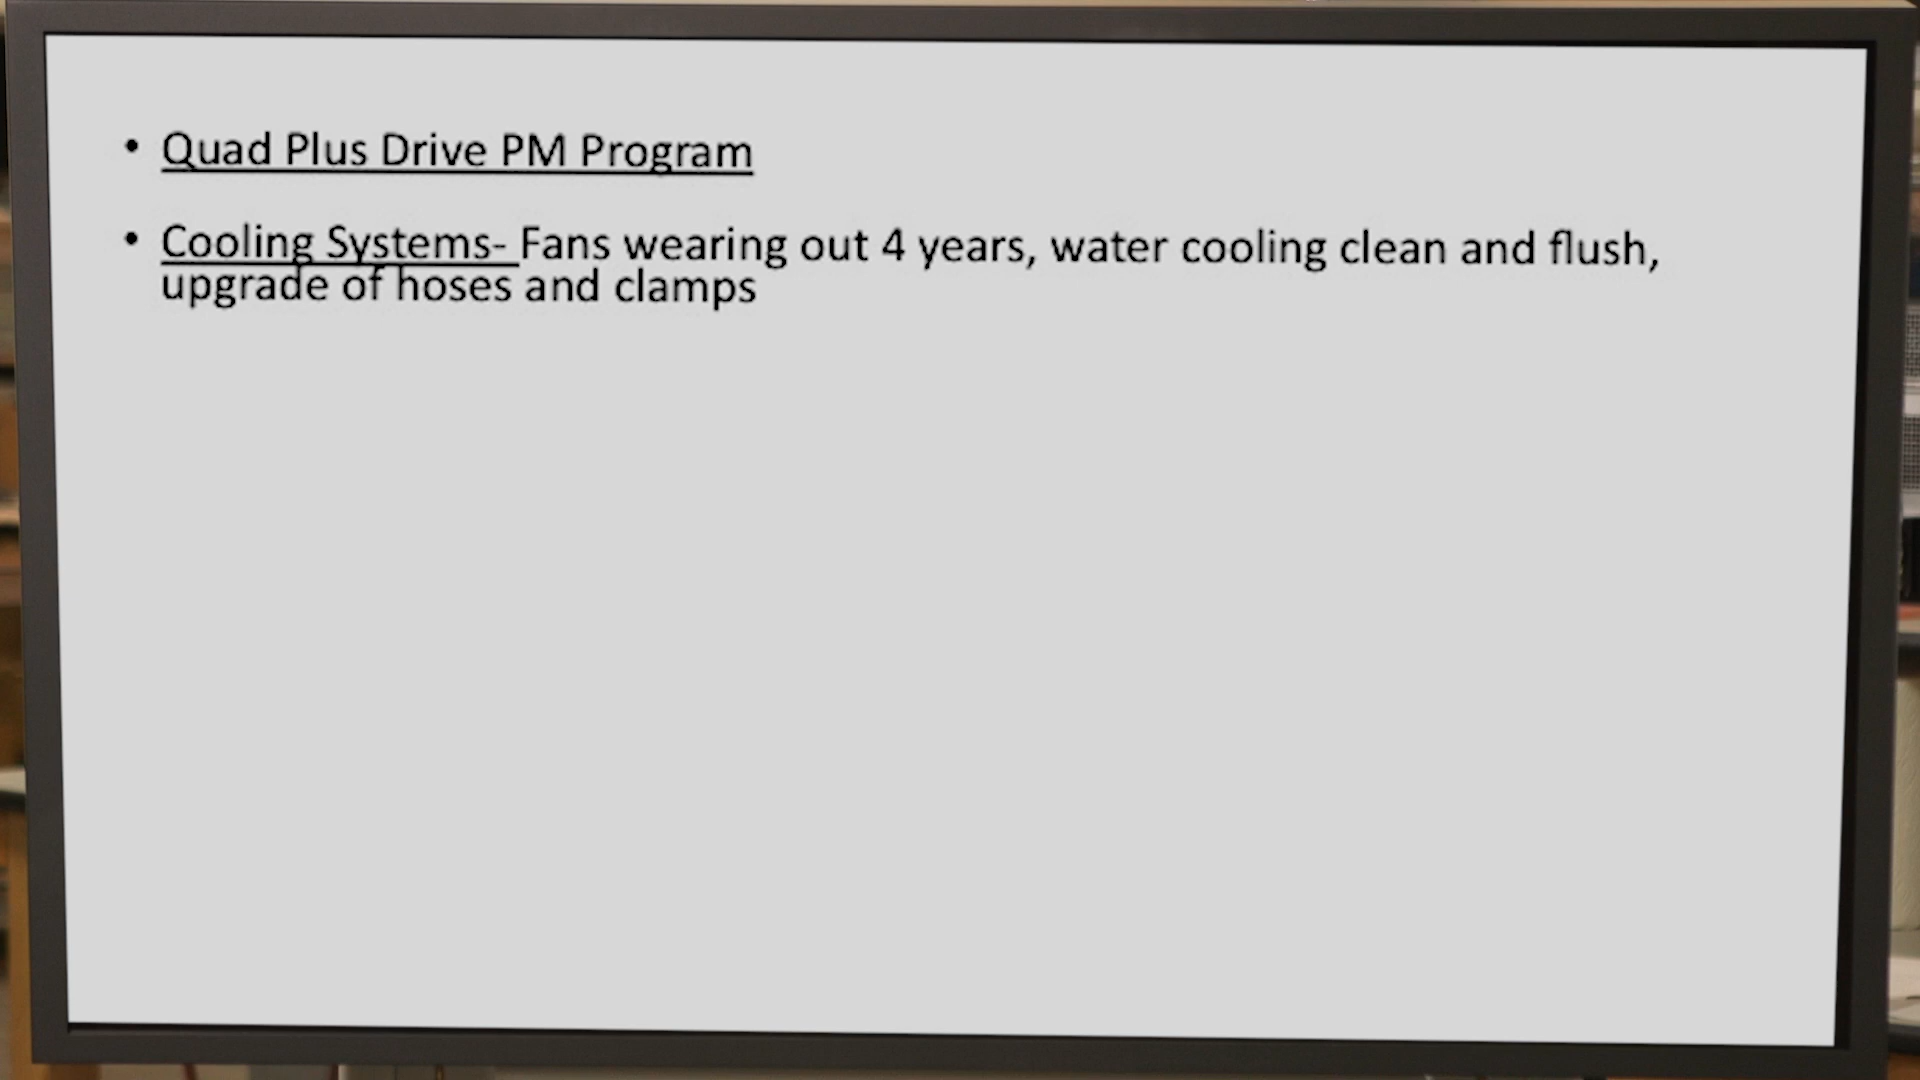 • Quad Plus Drive PM Program
• Cooling Systems- Fans wearing out 4 years, water cooling clean and flush,
upgrade of hoses and clamps